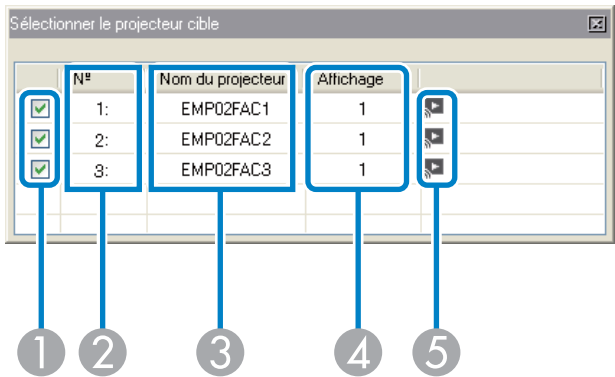 Sélectionner le projecteur cible
Nº Nom du projecteur Affichage
1: EMP02FAC1 1
2: EMP02FAC2 1
3: EMP02FAC3 1
1 2 3 4 5